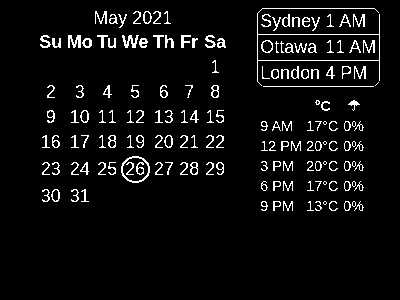 May 2021
Su Mo Tu We Th Fr Sa
1
2 3 4 5 6 7 8
9 10 11 12 13 14 15
16 17 18 19 20 21 22
23 24 25 26 27 28 29
30 31
Sydney 1 AM
Ottawa 11 AM
London 4 PM
°C ☂
9 AM 17°C 0%
12 PM 20°C 0%
3 PM 20°C 0%
6 PM 17°C 0%
9 PM 13°C 0%